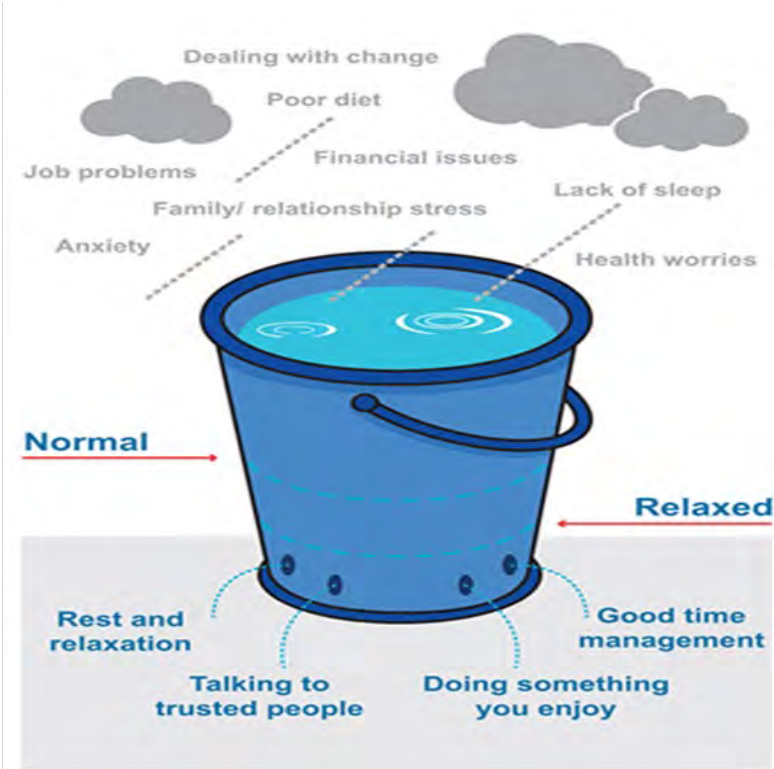 Dealing with change
Poor diet
Financial issues
Job problems
Lack of sleep
Family/ relationship stress
Anxiety
Health worries
Normal
Relaxed
Rest and
relaxation
Good time
management
Talking to
trusted people
Doing something
you enjoy